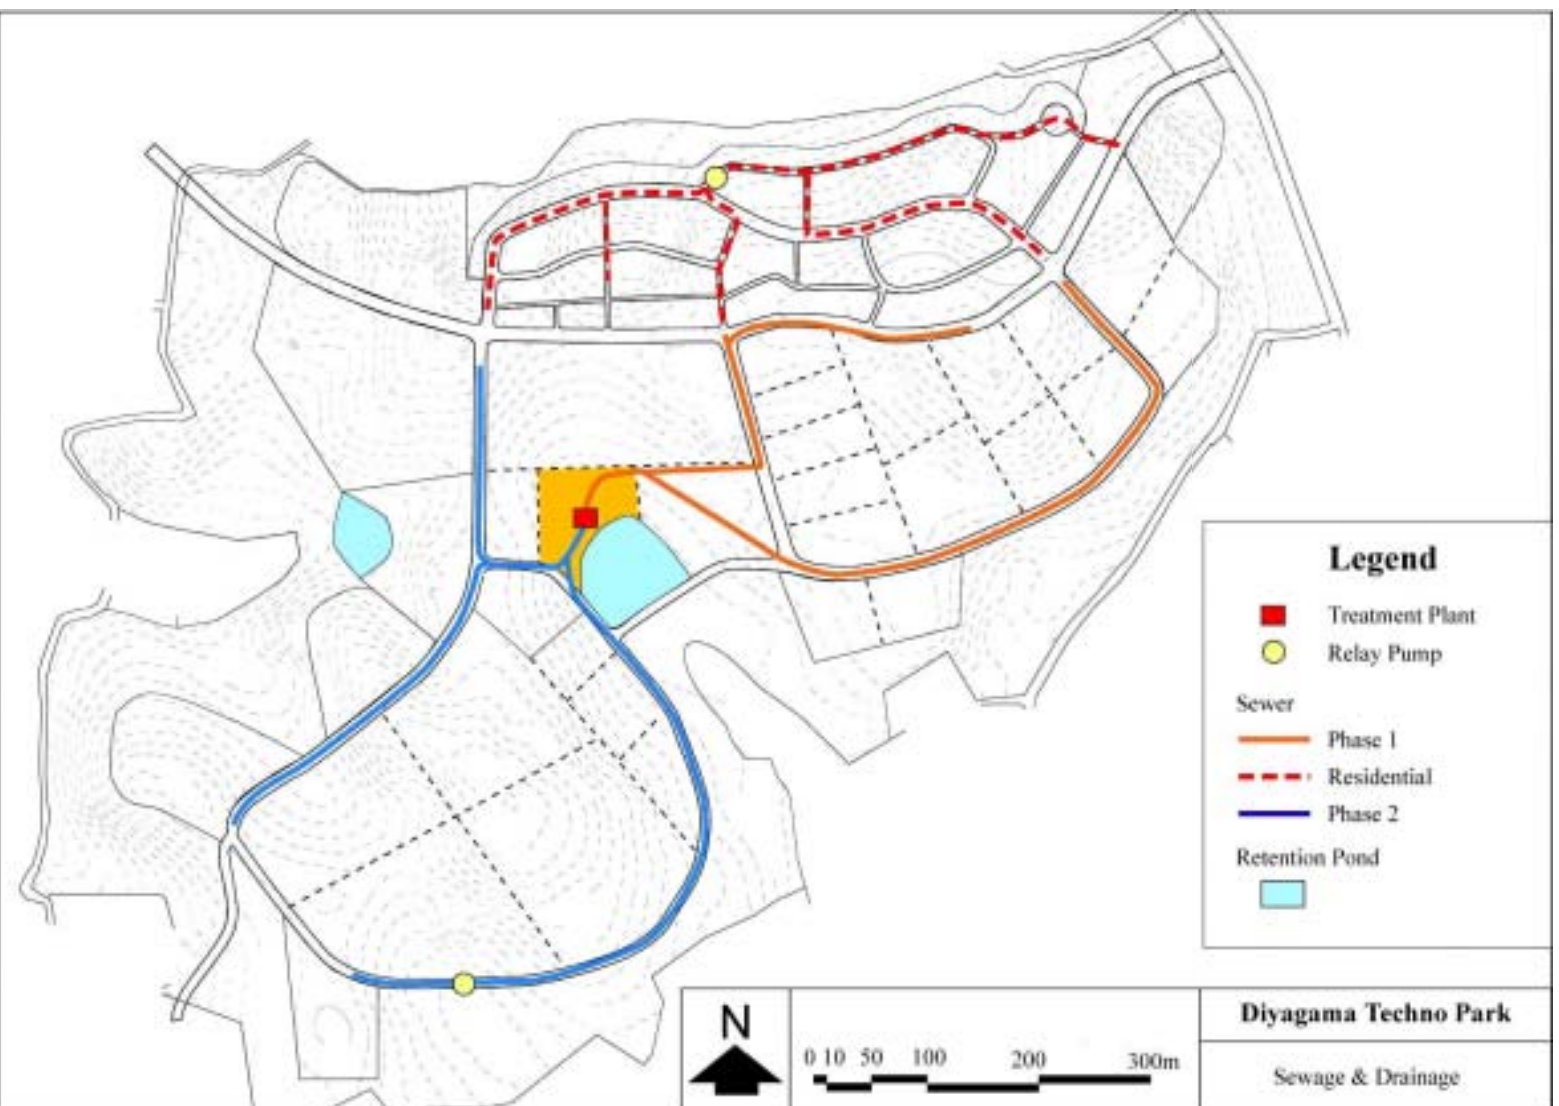 Legend
Treatment Plant
Relay Pump
Sewer
Phase 1
Residential
Phase 2
Retention Pond
N
0 10 50 100 200 300m
Diyagama Techno Park
Sewage & Drainage